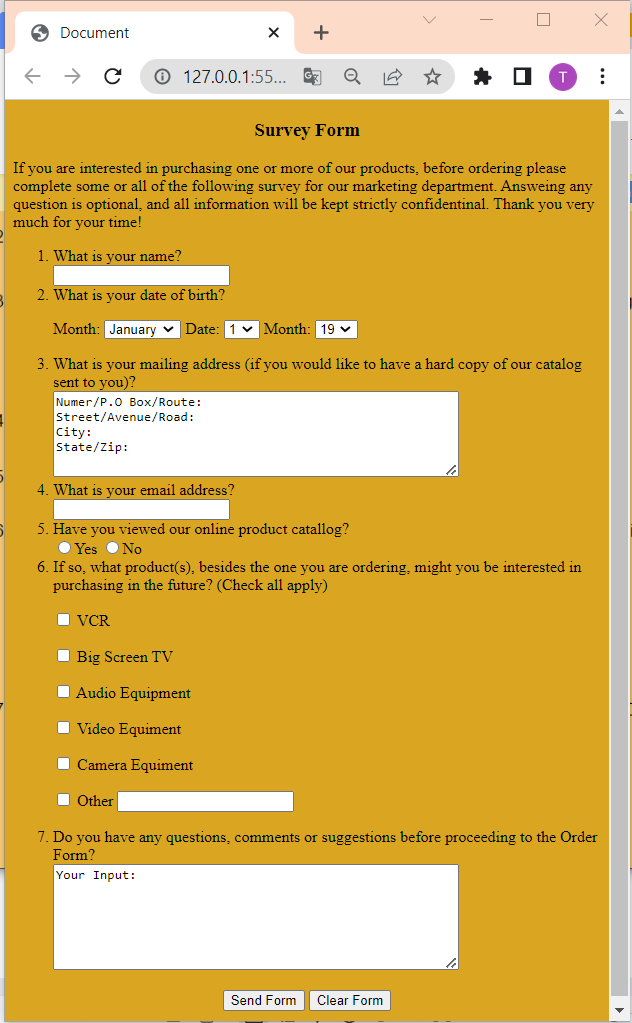 Document
127.0.0.1:55...
T
Survey Form
If you are interested in purchasing one or more of our products, before ordering please
complete some or all of the following survey for our marketing department. Answeing any
question is optional, and all information will be kept strictly confidentinal. Thank you very
much for your time!
1. What is your name?
2. What is your date of birth?
Month: January Date: 1 Month: 19
3. What is your mailing address (if you would like to have a hard copy of our catalog
sent to you)?
Numer/P.O Box/Route:
Street/Avenue/Road:
City:
State/Zip:
4. What is your email address?
5. Have you viewed our online product catallog?
Yes No
6. If so, what product(s), besides the one you are ordering, might you be interested in
purchasing in the future? (Check all apply)
VCR
Big Screen TV
Audio Equipment
Video Equiment
Camera Equiment
Other
7. Do you have any questions, comments or suggestions before proceeding to the Order
Form?
Your Input:
Send Form Clear Form